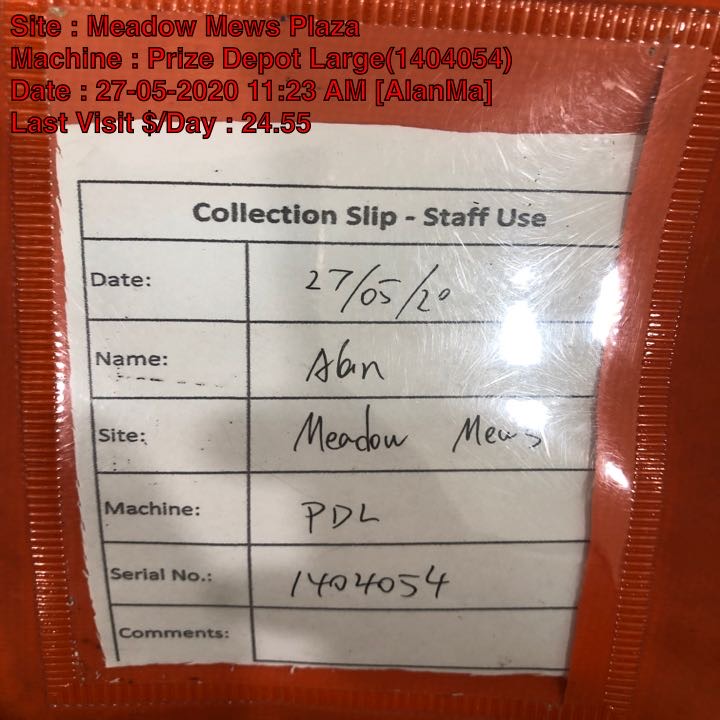 Site : Meadow Mews Plaza
Machine : Prize Depot Large(1404054)
Date : 27-05-2020 11:23 AM [AlanMa]
Last Visit $/Day : 24.55
Collection Slip - Staff Use
Date: 27/05/20
Name: Alan
Site: Meadow Mews
Machine: PDL
Serial No.: 1404054
Comments: